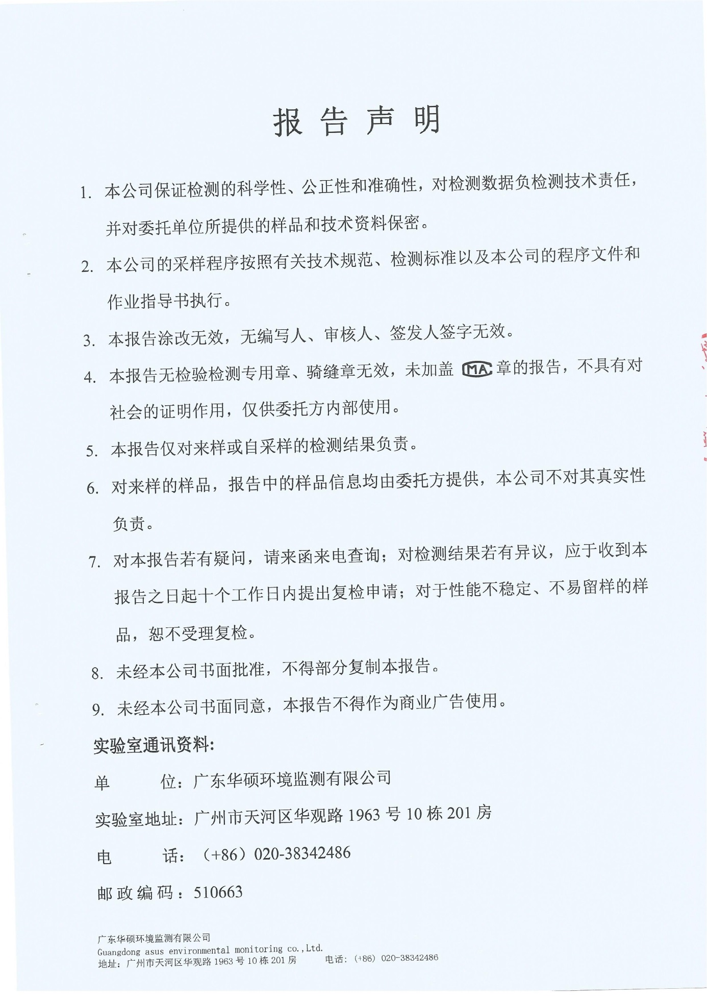 报告声明
1. 本公司保证检测的科学性、公正性和准确性，对检测数据负检测技术责任，
并对委托单位所提供的样品和技术资料保密。
2. 本公司的采样程序按照有关技术规范、检测标准以及本公司的程序文件和
作业指导书执行。
3. 本报告涂改无效，无编写人、审核人、签发人签字无效。
4. 本报告无检验检测专用章、骑缝章无效，未加盖 MA 章的报告，不具有对
社会的证明作用，仅供委托方内部使用。
5. 本报告仅对来样或自采样的检测结果负责。
6. 对来样的样品，报告中的样品信息均由委托方提供，本公司不对其真实性
负责。
7. 对本报告若有疑问，请来函来电查询；对检测结果若有异议，应于收到本
报告之日起十个工作日内提出复检申请；对于性能不稳定、不易留样的样
品，恕不受理复检。
8. 未经本公司书面批准，不得部分复制本报告。
9. 未经本公司书面同意，本报告不得作为商业广告使用。
实验室通讯资料:
单 位：广东华硕环境监测有限公司
实验室地址：广州市天河区华观路 1963 号 10 栋 201 房
电 话：（+86）020-38342486
邮政编码：510663
广东华硕环境监测有限公司
Guangdong asus environmental monitoring co.,Ltd.
地址：广州市天河区华观路 1963 号 10 栋 201 房 电话：(+86) 020-38342486